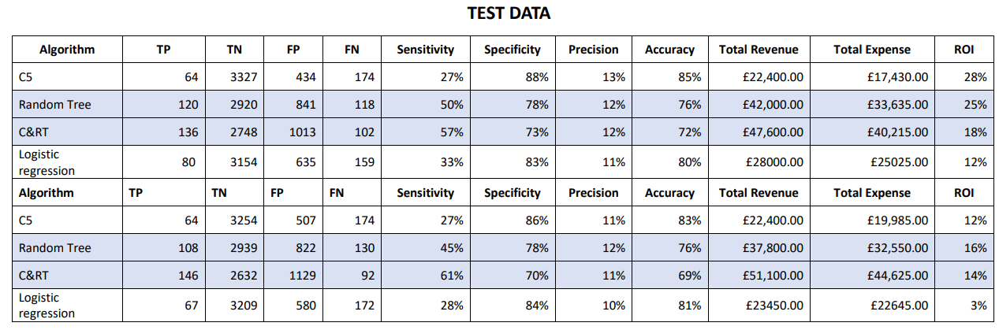 TEST DATA
Algorithm TP TN FP FN Sensitivity Specificity Precision Accuracy Total Revenue Total Expense ROI
C5 64 3327 434 174 27% 88% 13% 85% £22,400.00 £17,430.00 28%
Random Tree 120 2920 841 118 50% 78% 12% 76% £42,000.00 £33,635.00 25%
C&RT 136 2748 1013 102 57% 73% 12% 72% £47,600.00 £40,215.00 18%
Logistic
regression 80 3154 635 159 33% 83% 11% 80% £28000.00 £25025.00 12%
Algorithm TP TN FP FN Sensitivity Specificity Precision Accuracy Total Revenue Total Expense ROI
C5 64 3254 507 174 27% 86% 11% 83% £22,400.00 £19,985.00 12%
Random Tree 108 2939 822 130 45% 78% 12% 76% £37,800.00 £32,550.00 16%
C&RT 146 2632 1129 92 61% 70% 11% 69% £51,100.00 £44,625.00 14%
Logistic
regression 67 3209 580 172 28% 84% 10% 81% £23450.00 £22645.00 3%